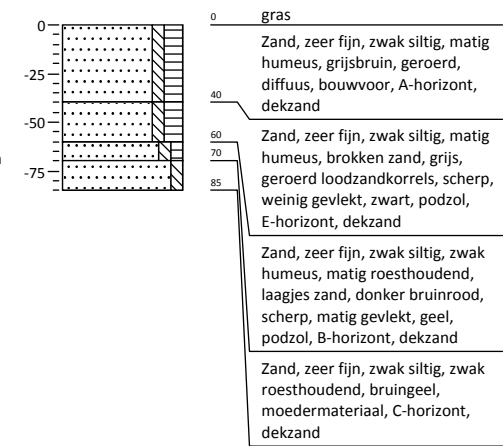 0
-25
-50
-75
0
gras
Zand, zeer fijn, zwak siltig, matig
humeus, grijsbruin, geroerd,
diffuus, bouwvoor, A-horizont,
dekzand
40
Zand, zeer fijn, zwak siltig, matig
humeus, brokken zand, grijs,
geroerd loodzandkorrels, scherp,
weinig gevlekt, zwart, podzol,
E-horizont, dekzand
60
Zand, zeer fijn, zwak siltig, zwak
humeus, matig roesthoudend,
laagjes zand, donker bruinrood,
scherp, matig gevlekt, geel,
podzol, B-horizont, dekzand
70
Zand, zeer fijn, zwak siltig, zwak
roesthoudend, bruingeel,
moedermateriaal, C-horizont,
dekzand
85